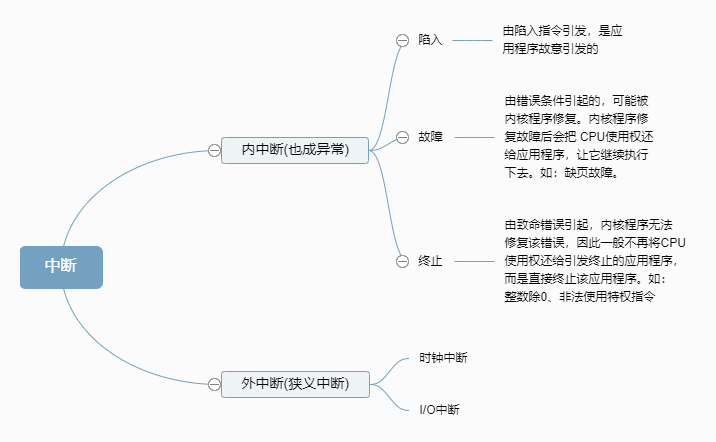 中断
内中断(也成异常)
陷入
由陷入指令引发，是应
用程序故意引发的
故障
由错误条件引起的，可能被
内核程序修复。内核程序修
复故障后会把 CPU使用权还
给应用程序，让它继续执行
下去。如：缺页故障。
终止
由致命错误引起，内核程序无法
修复该错误，因此一般不再将CPU
使用权还给引发终止的应用程序，
而是直接终止该应用程序。如：
整数除0、非法使用特权指令
外中断(狭义中断)
时钟中断
I/O中断